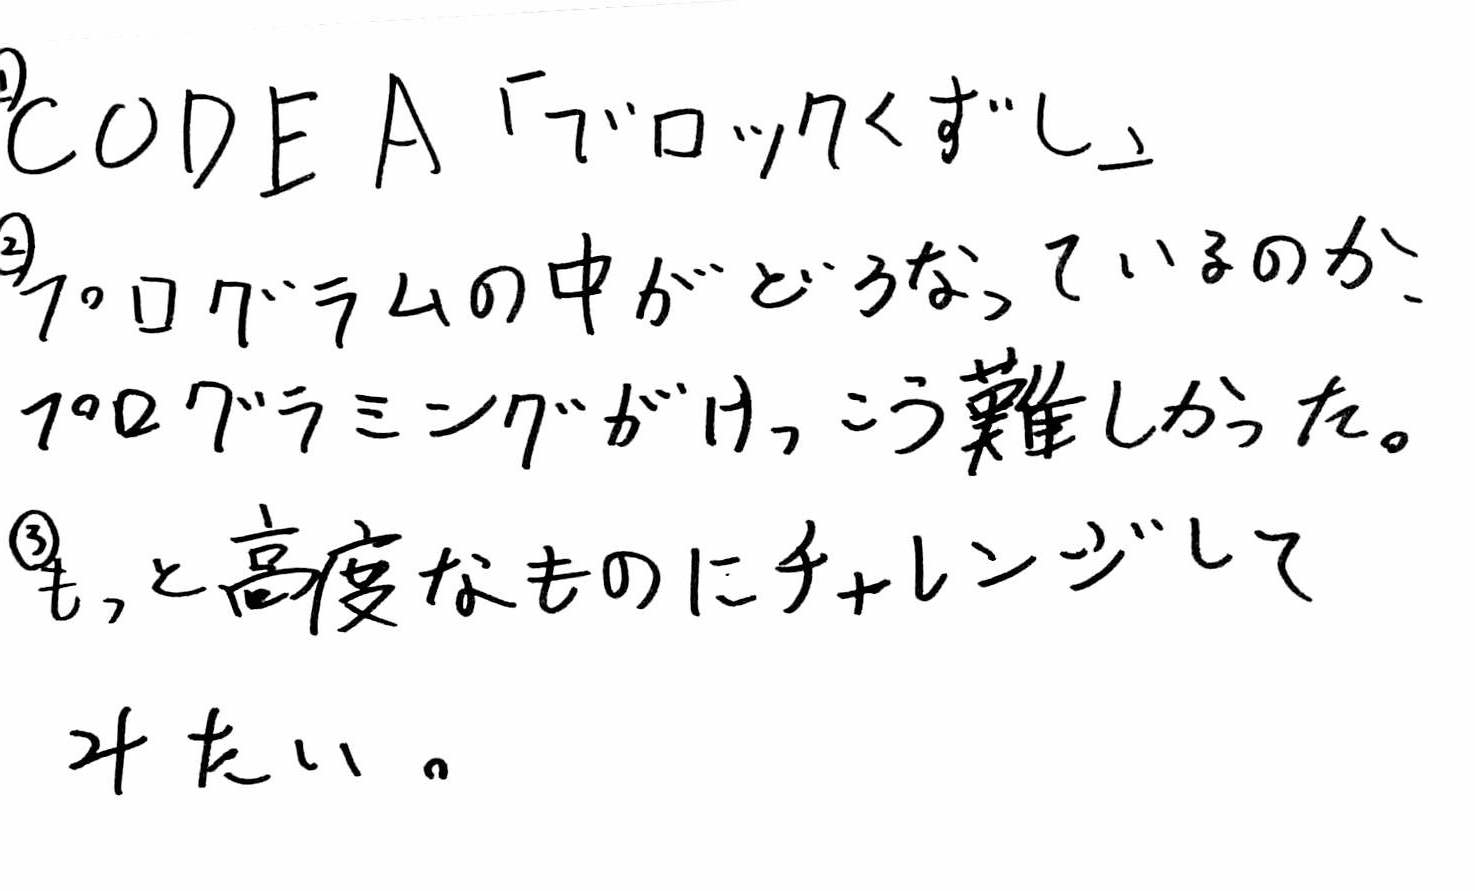 ①CODE A「ブロックくずし」
②プログラムの中がどうなっているのか、
プログラミングがけっこう難しかった。
③もっと高度なものにチャレンジして
みたい。